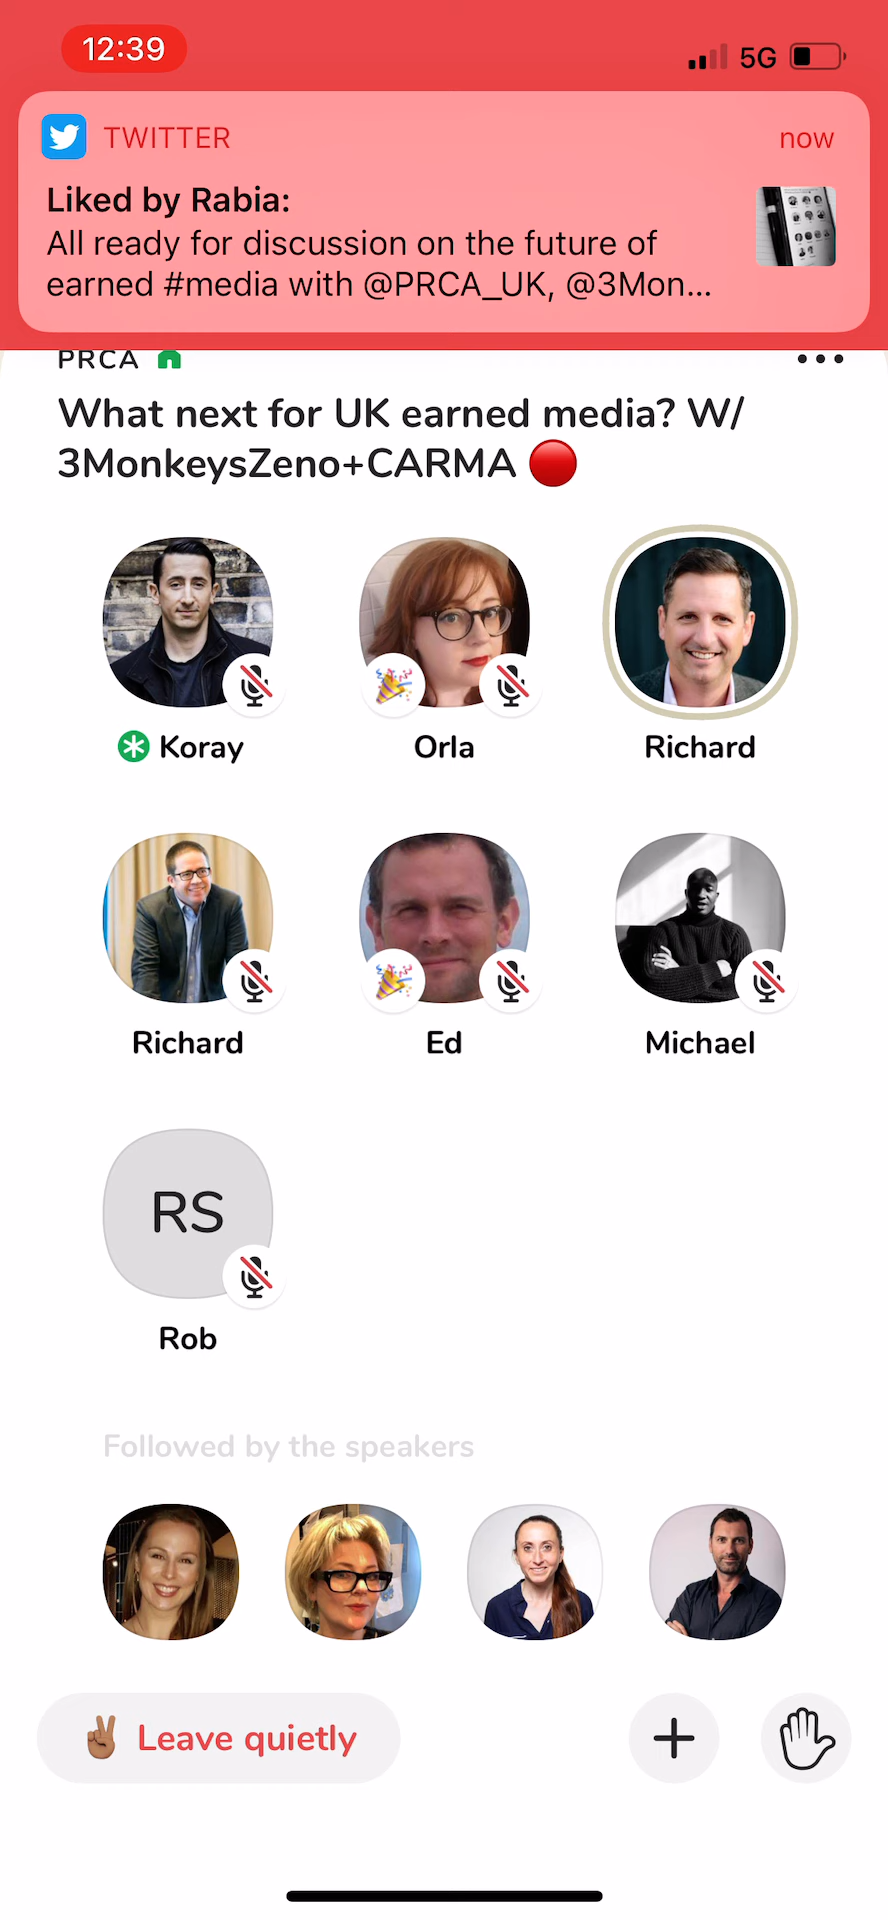 12:39
5G
TWITTER
now
Liked by Rabia:
All ready for discussion on the future of
earned #media with @PRCA_UK, @3Mon...
PRCA
What next for UK earned media? W/
3MonkeysZeno+CARMA
Koray
Orla
Richard
Richard
Ed
Michael
RS
Rob
Followed by the speakers
Leave quietly